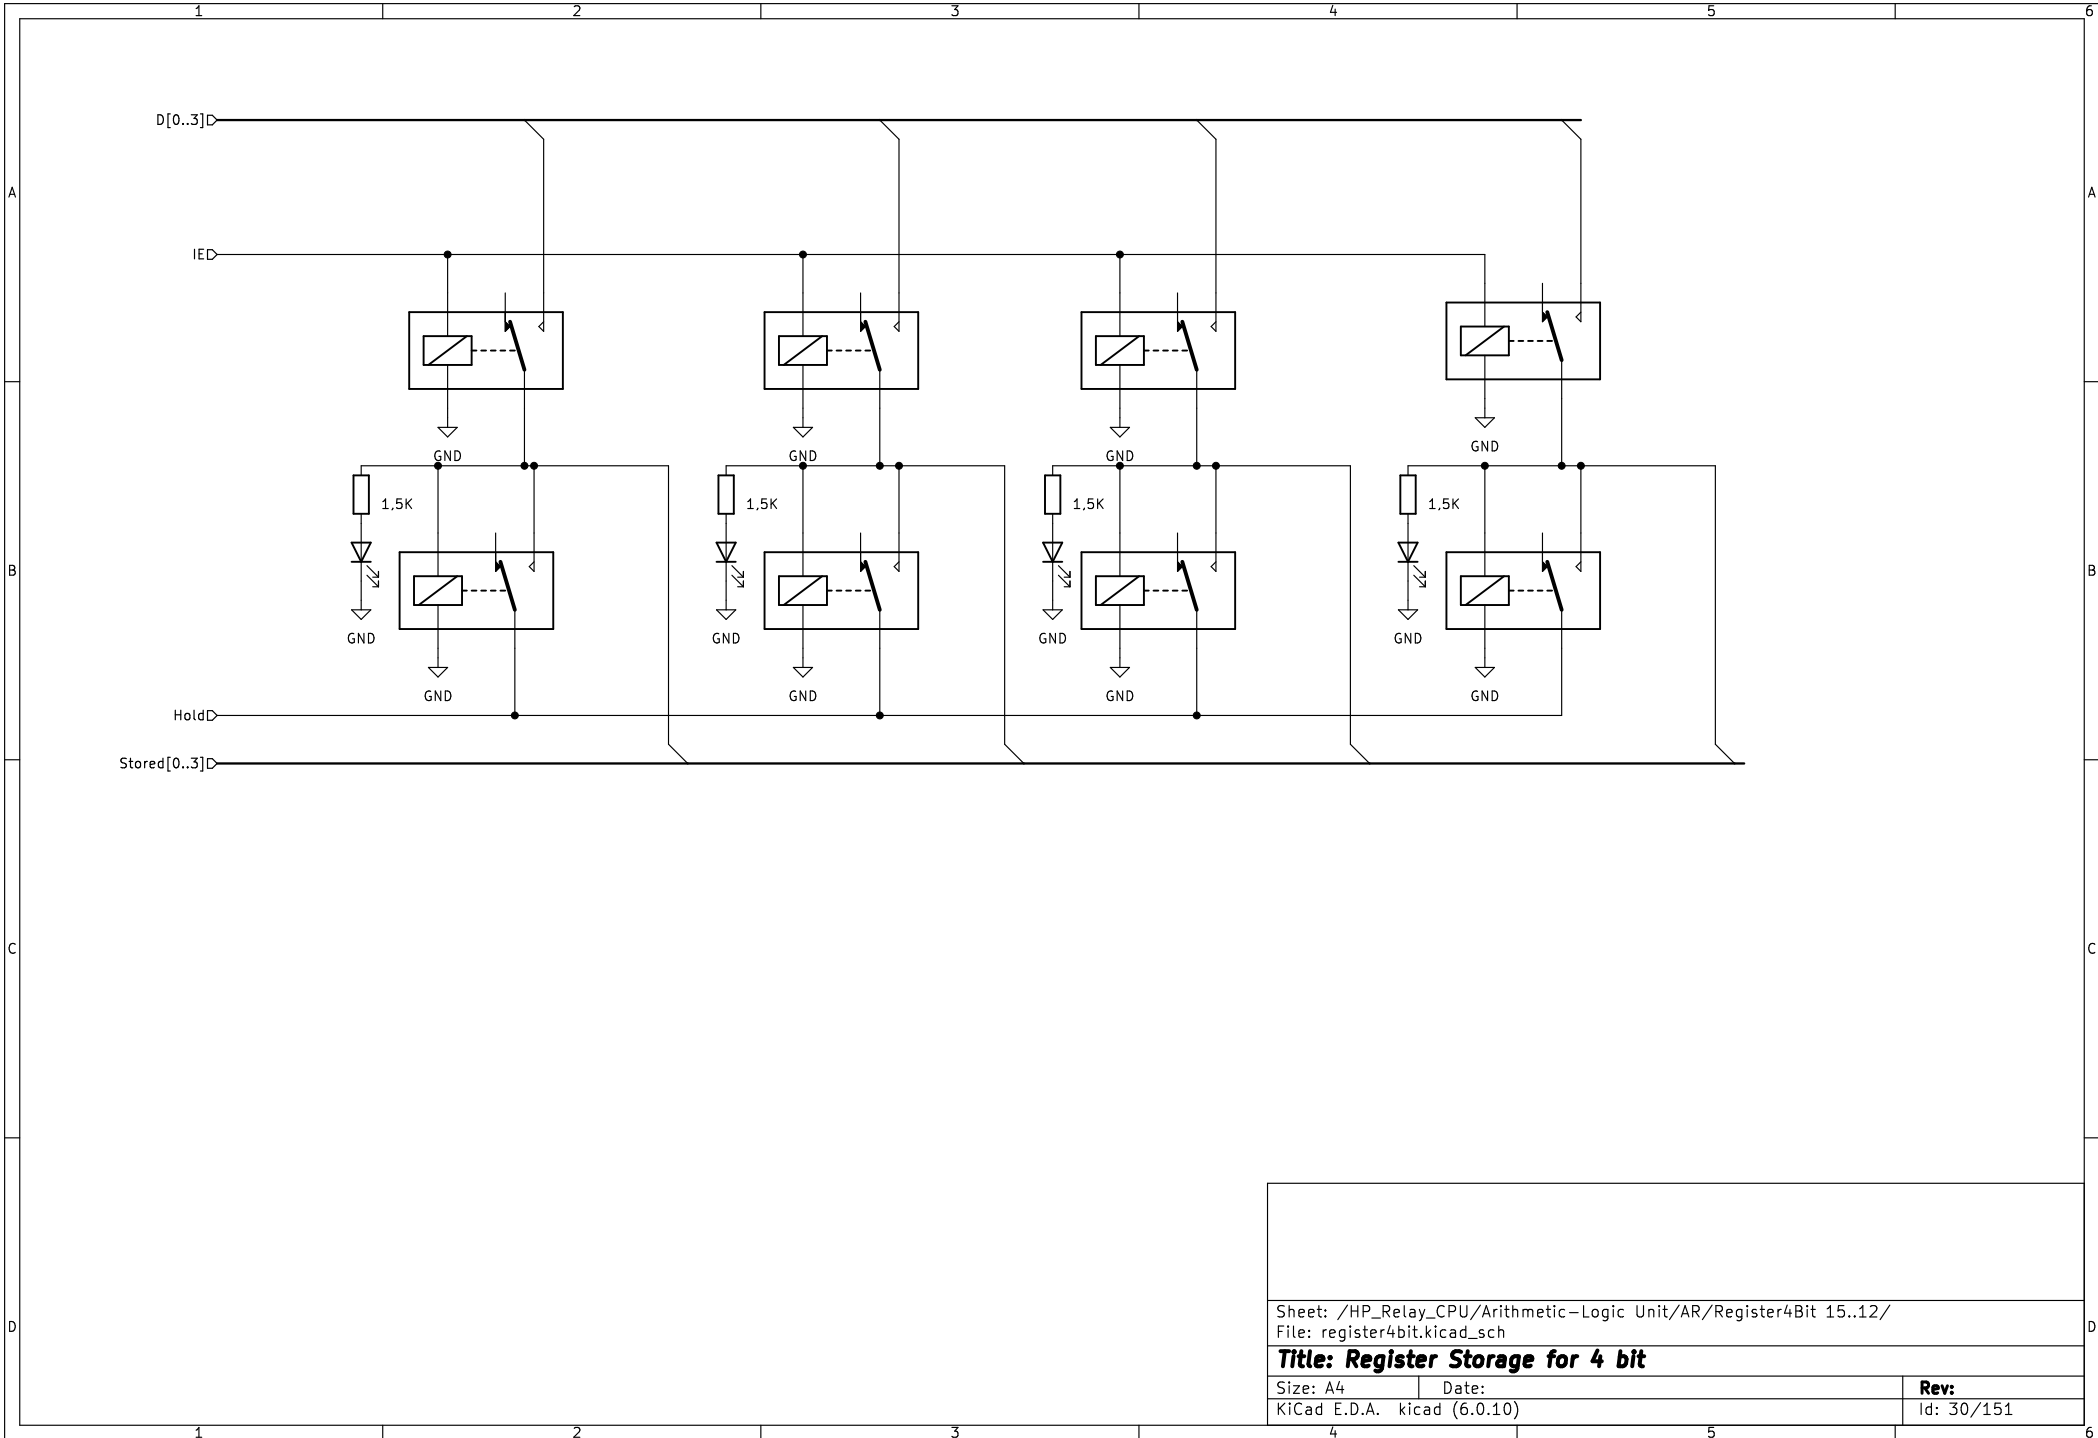 1 2 3 4 5 6
D[0..3]
A A
IE
GND GND GND GND
1,5K 1,5K 1,5K 1,5K
B B
GND GND GND GND
GND GND GND GND
Hold
Stored[0..3]
C C
Sheet: /HP_Relay_CPU/Arithmetic-Logic Unit/AR/Register4Bit 15..12/
D D
File: register4bit.kicad_sch
Title: Register Storage for 4 bit
Size: A4 Date: Rev:
KiCad E.D.A. kicad (6.0.10) Id: 30/151
1 2 3 4 5 6